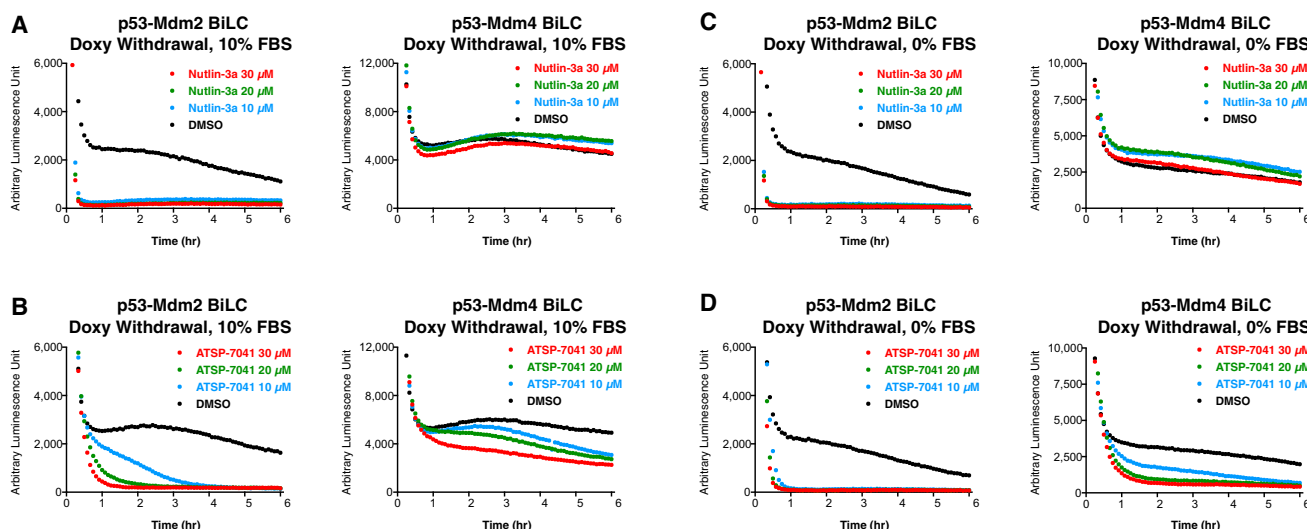 A
p53-Mdm2 BiLC
Doxy Withdrawal, 10% FBS
Arbitrary Luminescence Unit
6,000
4,000
2,000
0
Nutlin-3a 30 µM
Nutlin-3a 20 µM
Nutlin-3a 10 µM
DMSO
0 1 2 3 4 5 6
Time (hr)
p53-Mdm4 BiLC
Doxy Withdrawal, 10% FBS
Arbitrary Luminescence Unit
12,000
8,000
4,000
0
Nutlin-3a 30 µM
Nutlin-3a 20 µM
Nutlin-3a 10 µM
DMSO
0 1 2 3 4 5 6
Time (hr)
C
p53-Mdm2 BiLC
Doxy Withdrawal, 0% FBS
Arbitrary Luminescence Unit
6,000
4,000
2,000
0
Nutlin-3a 30 µM
Nutlin-3a 20 µM
Nutlin-3a 10 µM
DMSO
0 1 2 3 4 5 6
Time (hr)
p53-Mdm4 BiLC
Doxy Withdrawal, 0% FBS
Arbitrary Luminescence Unit
10,000
7,500
5,000
2,500
0
Nutlin-3a 30 µM
Nutlin-3a 20 µM
Nutlin-3a 10 µM
DMSO
0 1 2 3 4 5 6
Time (hr)
B
p53-Mdm2 BiLC
Doxy Withdrawal, 10% FBS
Arbitrary Luminescence Unit
6,000
4,000
2,000
0
ATSP-7041 30 µM
ATSP-7041 20 µM
ATSP-7041 10 µM
DMSO
0 1 2 3 4 5 6
Time (hr)
p53-Mdm4 BiLC
Doxy Withdrawal, 10% FBS
Arbitrary Luminescence Unit
12,000
8,000
4,000
0
ATSP-7041 30 µM
ATSP-7041 20 µM
ATSP-7041 10 µM
DMSO
0 1 2 3 4 5 6
Time (hr)
D
p53-Mdm2 BiLC
Doxy Withdrawal, 0% FBS
Arbitrary Luminescence Unit
6,000
4,000
2,000
0
ATSP-7041 30 µM
ATSP-7041 20 µM
ATSP-7041 10 µM
DMSO
0 1 2 3 4 5 6
Time (hr)
p53-Mdm4 BiLC
Doxy Withdrawal, 0% FBS
Arbitrary Luminescence Unit
10,000
7,500
5,000
2,500
0
ATSP-7041 30 µM
ATSP-7041 20 µM
ATSP-7041 10 µM
DMSO
0 1 2 3 4 5 6
Time (hr)